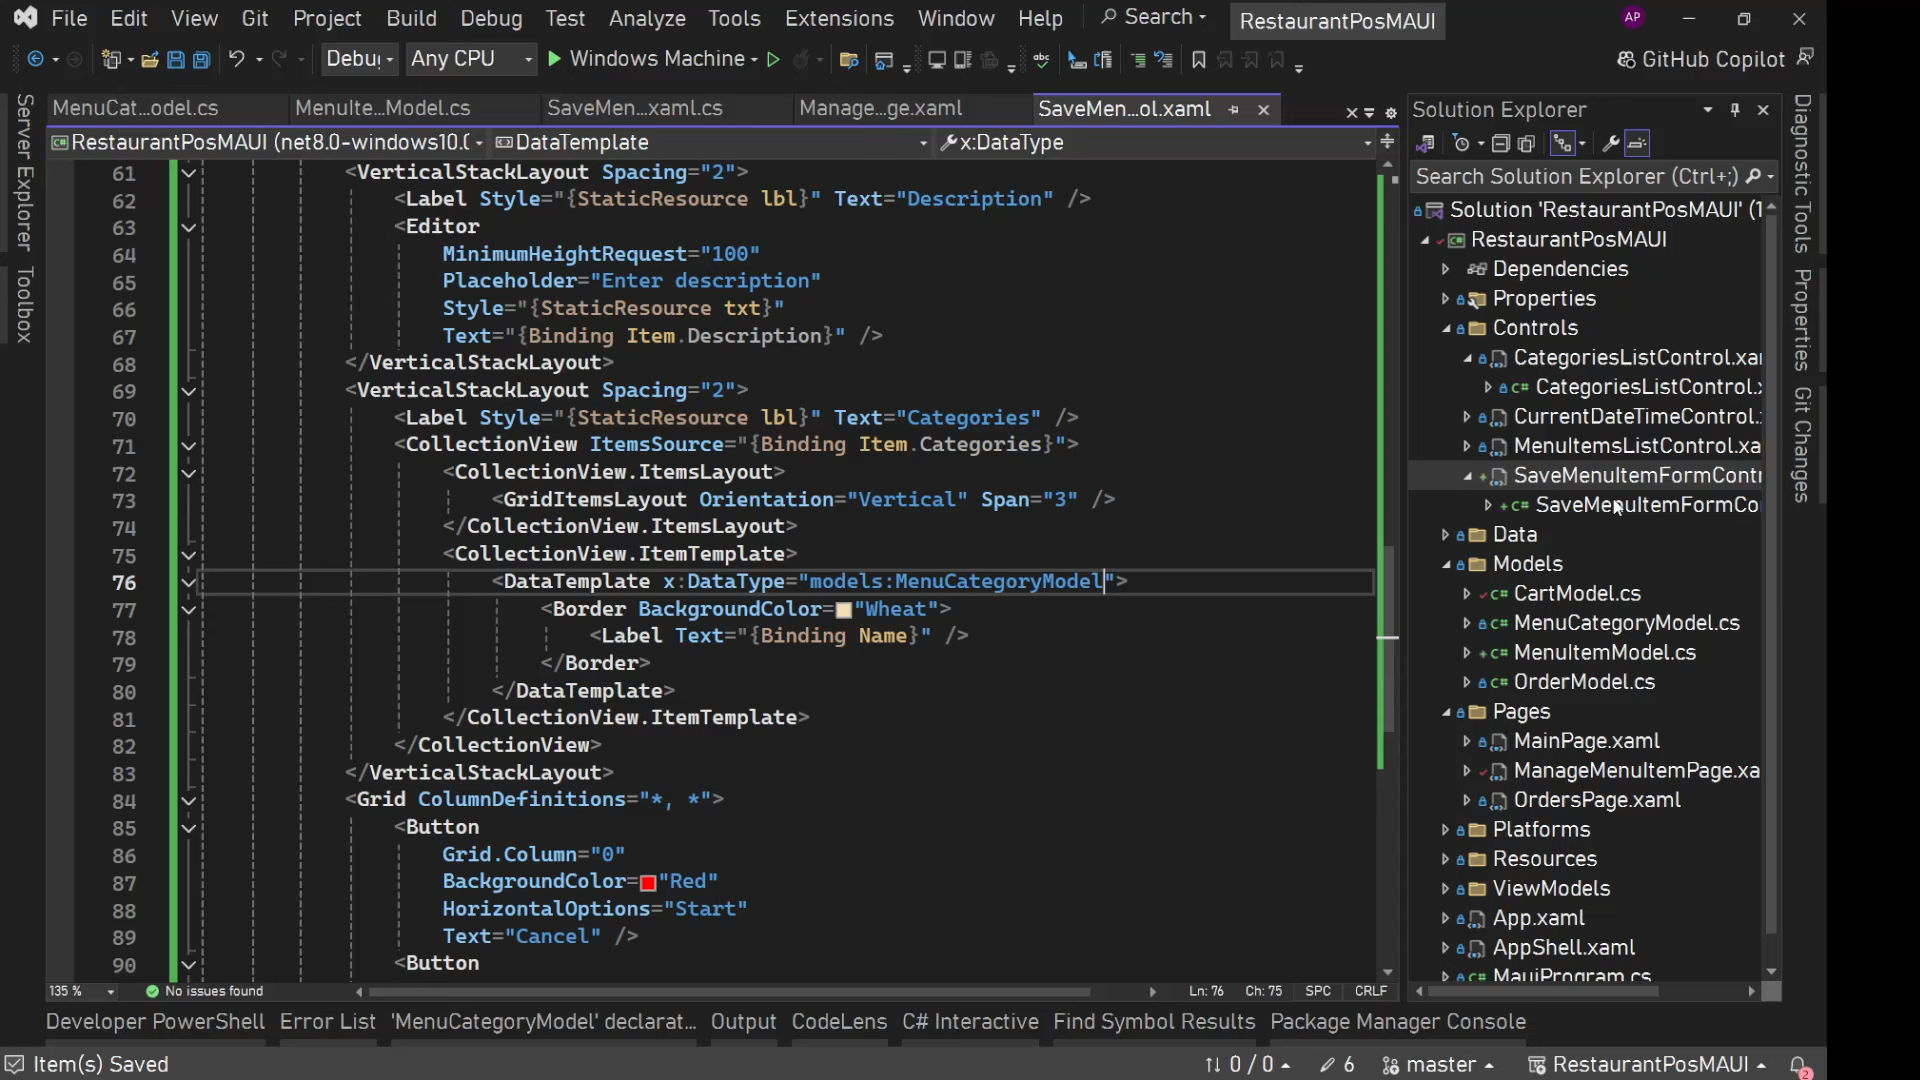 File Edit View Git Project Build Debug Test Analyze Tools Extensions Window Help Search RestaurantPosMAUI AP
Debug Any CPU Windows Machine GitHub Copilot
MenuCat...odel.cs MenuIte...Model.cs SaveMen...xaml.cs Manage...ge.xaml SaveMen...ol.xaml
RestaurantPosMAUI (net8.0-windows10.0 DataTemplate x:DataType
61 <VerticalStackLayout Spacing="2">
62 <Label Style="{StaticResource lbl}" Text="Description" />
63 <Editor
64 MinimumHeightRequest="100"
65 Placeholder="Enter description"
66 Style="{StaticResource txt}"
67 Text="{Binding Item.Description}" />
68 </VerticalStackLayout>
69 <VerticalStackLayout Spacing="2">
70 <Label Style="{StaticResource lbl}" Text="Categories" />
71 <CollectionView ItemsSource="{Binding Item.Categories}">
72 <CollectionView.ItemsLayout>
73 <GridItemsLayout Orientation="Vertical" Span="3" />
74 </CollectionView.ItemsLayout>
75 <CollectionView.ItemTemplate>
76 <DataTemplate x:DataType="models:MenuCategoryModel">
77 <Border BackgroundColor="Wheat">
78 <Label Text="{Binding Name}" />
79 </Border>
80 </DataTemplate>
81 </CollectionView.ItemTemplate>
82 </CollectionView>
83 </VerticalStackLayout>
84 <Grid ColumnDefinitions="*, *">
85 <Button
86 Grid.Column="0"
87 BackgroundColor="Red"
88 HorizontalOptions="Start"
89 Text="Cancel" />
90 <Button
135 % No issues found Ln: 76 Ch: 75 SPC CRLF
Server Explorer
Toolbox
Solution Explorer
Search Solution Explorer (Ctrl+;)
Solution 'RestaurantPosMAUI' (1
RestaurantPosMAUI
Dependencies
Properties
Controls
CategoriesListControl.xa
CategoriesListControl.
CurrentDateTimeControl.
MenuItemsListControl.xa
SaveMenuItemFormContr
SaveMenuItemFormCo
Data
Models
CartModel.cs
MenuCategoryModel.cs
MenuItemModel.cs
OrderModel.cs
Pages
MainPage.xaml
ManageMenuItemPage.xa
OrdersPage.xaml
Platforms
Resources
ViewModels
App.xaml
AppShell.xaml
MauiProgram.cs
Diagnostic Tools
Properties
Git Changes
Developer PowerShell Error List 'MenuCategoryModel' declarat... Output CodeLens C# Interactive Find Symbol Results Package Manager Console
Item(s) Saved 0 / 0 6 master RestaurantPosMAUI 2